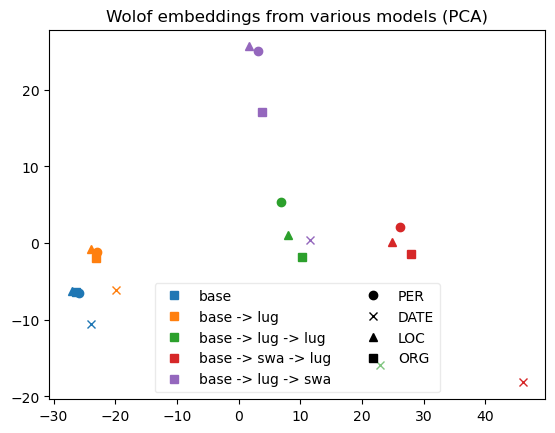 Wolof embeddings from various models (PCA)
20
10
0
−10
−20
base
base -> lug
base -> lug -> lug
base -> swa -> lug
base -> lug -> swa
PER
DATE
LOC
ORG
−30
−20
−10
0
10
20
30
40